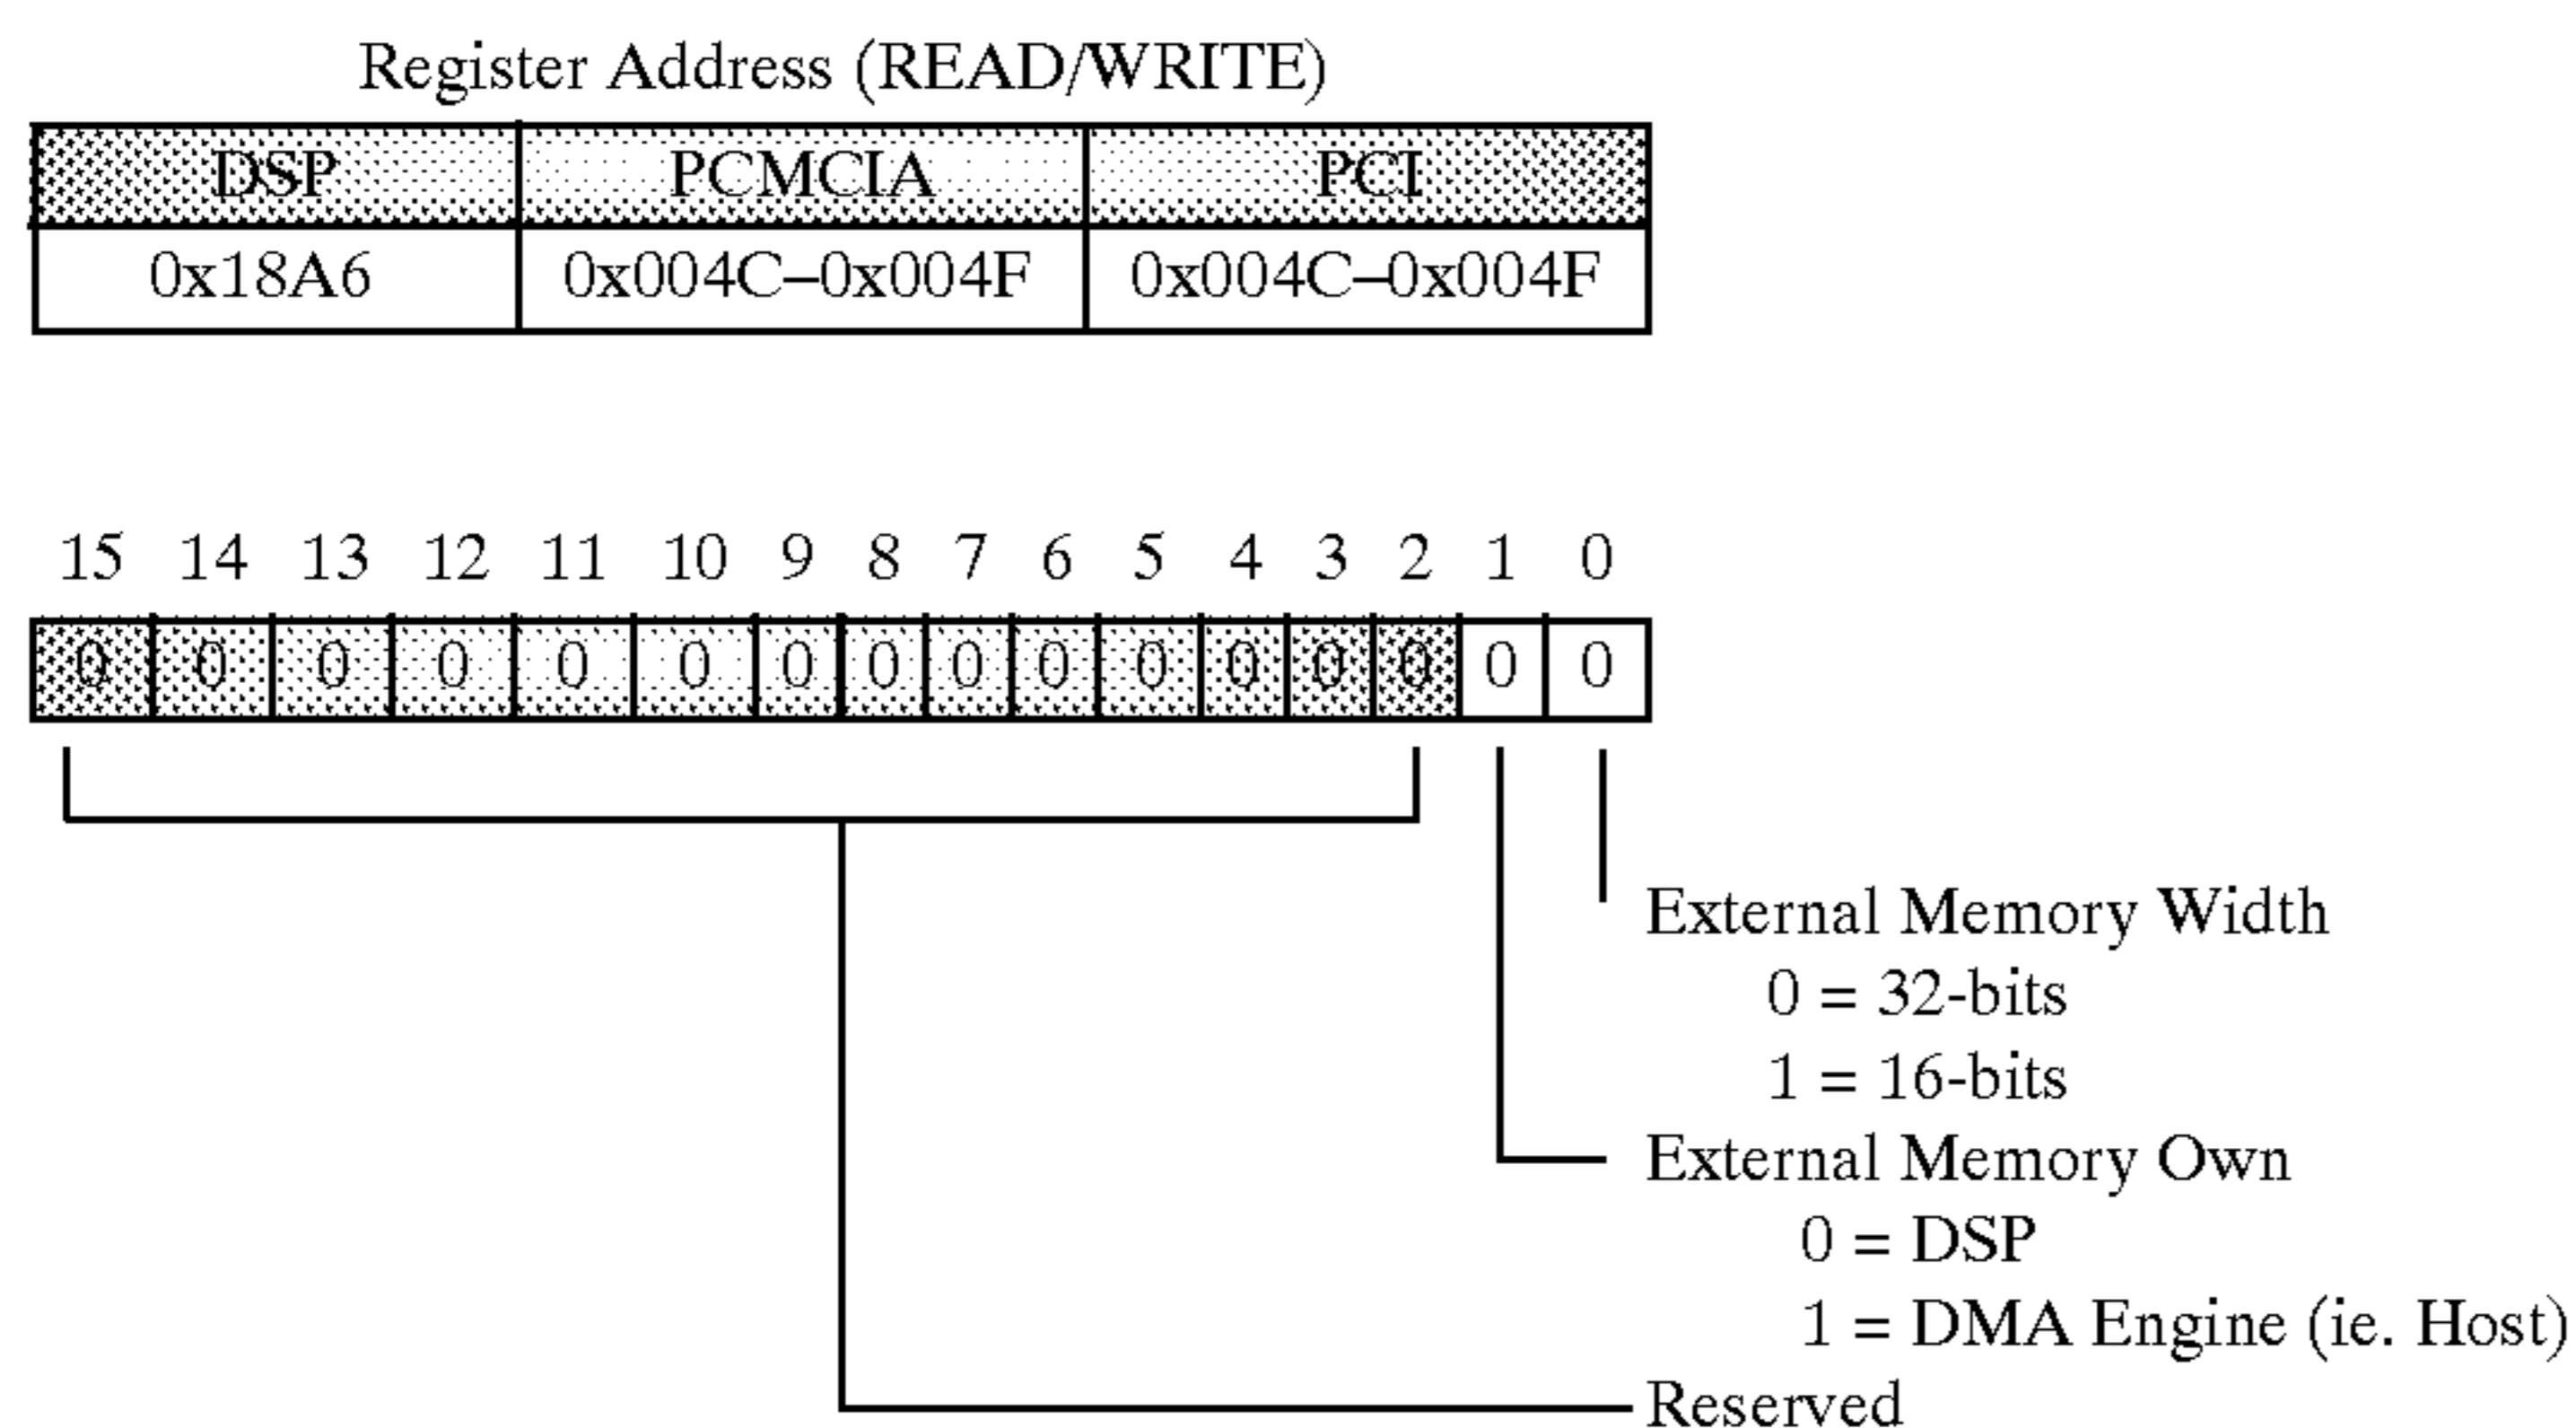 Register Address (READ/WRITE)
DSP PCMCIA PCI
0x18A6 0x004C–0x004F 0x004C–0x004F
15 14 13 12 11 10 9 8 7 6 5 4 3 2 1 0
0 0 0 0 0 0 0 0 0 0 0 0 0 0 0 0
External Memory Width
0 = 32-bits
1 = 16-bits
External Memory Own
0 = DSP
1 = DMA Engine (ie. Host)
Reserved